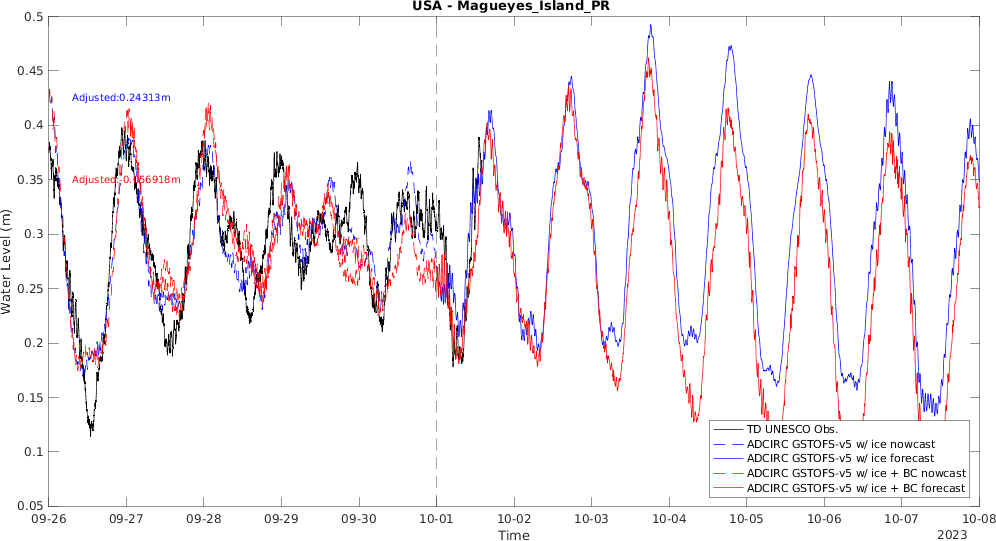 USA - Magueyes_Island_PR
0.5
0.45
0.4
0.35
0.3
0.25
0.2
0.15
0.1
0.05
Water Level (m)
Adjusted:0.24313m
Adjusted:-0.056918m
TD UNESCO Obs.
ADCIRC GSTOFS-v5 w/ ice nowcast
ADCIRC GSTOFS-v5 w/ ice forecast
ADCIRC GSTOFS-v5 w/ ice + BC nowcast
ADCIRC GSTOFS-v5 w/ ice + BC forecast
09-26 09-27 09-28 09-29 09-30 10-01 10-02 10-03 10-04 10-05 10-06 10-07 10-08
Time
2023